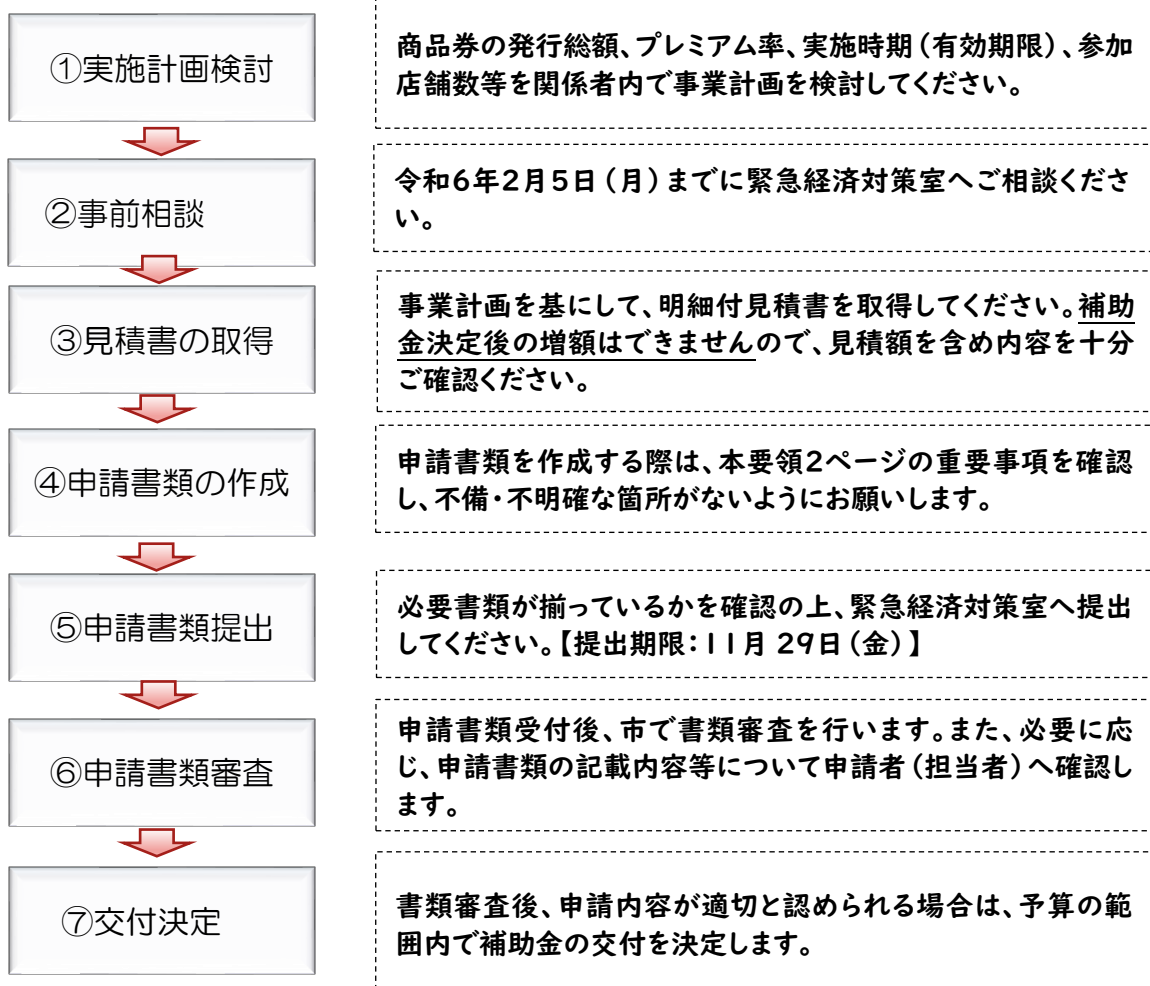 ①実施計画検討
商品券の発行総額、プレミアム率、実施時期(有効期限)、参加
店舗数等を関係者内で事業計画を検討してください。
②事前相談
令和6年2月5日(月)までに緊急経済対策室へご相談くださ
い。
③見積書の取得
事業計画を基にして、明細付見積書を取得してください。補助
金決定後の増額はできませんので、見積額を含め内容を十分
ご確認ください。
④申請書類の作成
申請書類を作成する際は、本要領2ページの重要事項を確認
し、不備・不明確な箇所がないようにお願いします。
⑤申請書類提出
必要書類が揃っているかを確認の上、緊急経済対策室へ提出
してください。【提出期限:11月 29日(金)】
⑥申請書類審査
申請書類受付後、市で書類審査を行います。また、必要に応
じ、申請書類の記載内容等について申請者(担当者)へ確認し
ます。
⑦交付決定
書類審査後、申請内容が適切と認められる場合は、予算の範
囲内で補助金の交付を決定します。